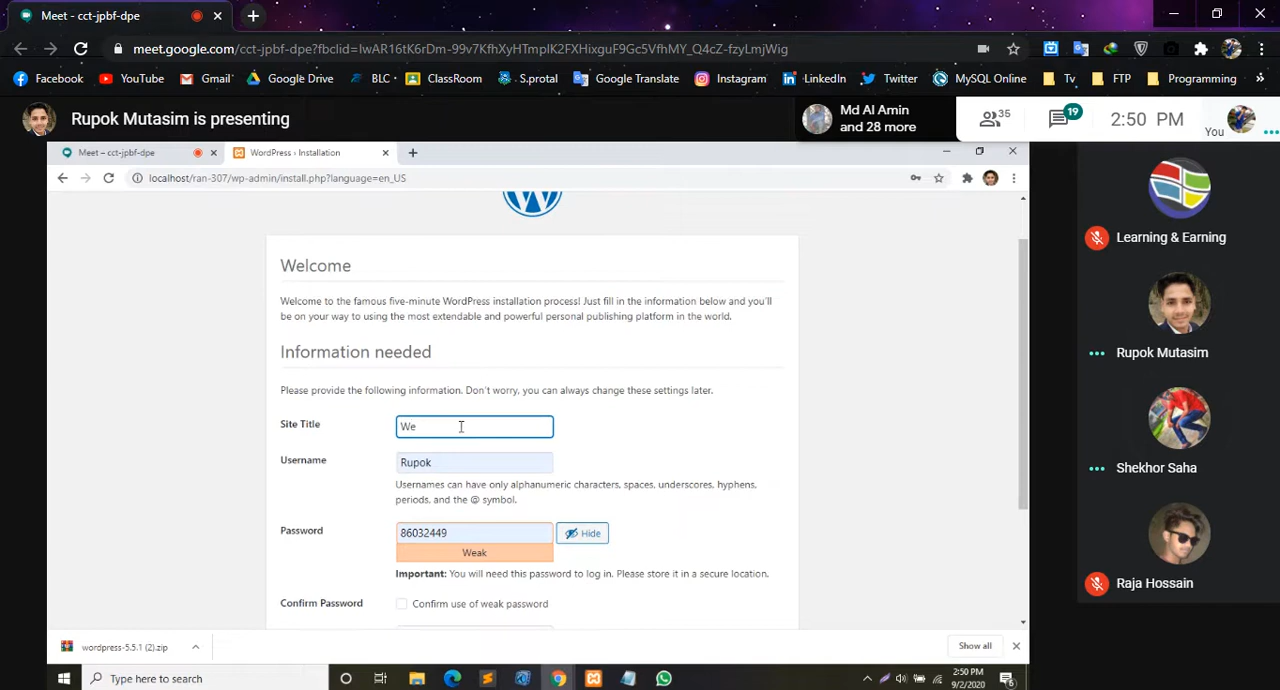 Meet - cct-jpbf-dpe
meet.google.com/cct-jpbf-dpe?fbclid=IwAR16tK6rDm-99v7KfhXyHTmpIK2FXHixguF9Gc5VfhMY_Q4cZ-fzyLmjWig
Facebook YouTube Gmail Google Drive BLC ClassRoom S.protal Google Translate Instagram LinkedIn Twitter MySQL Online Tv FTP Programming »
Rupok Mutasim is presenting
Md Al Amin
and 28 more
35
19
2:50 PM
You
Meet – cct-jpbf-dpe
WordPress › Installation
localhost/ran-307/wp-admin/install.php?language=en_US
Welcome
Welcome to the famous five-minute WordPress installation process! Just fill in the information below and you'll
be on your way to using the most extendable and powerful personal publishing platform in the world.
Information needed
Please provide the following information. Don't worry, you can always change these settings later.
Site Title We
Username Rupok
Usernames can have only alphanumeric characters, spaces, underscores, hyphens,
periods, and the @ symbol.
Password 86032449 Hide
Weak
Important: You will need this password to log in. Please store it in a secure location.
Confirm Password Confirm use of weak password
Learning & Earning
Rupok Mutasim
Shekhor Saha
Raja Hossain
wordpress-5.5.1 (2).zip
Show all
Type here to search
2:50 PM
9/2/2020
6